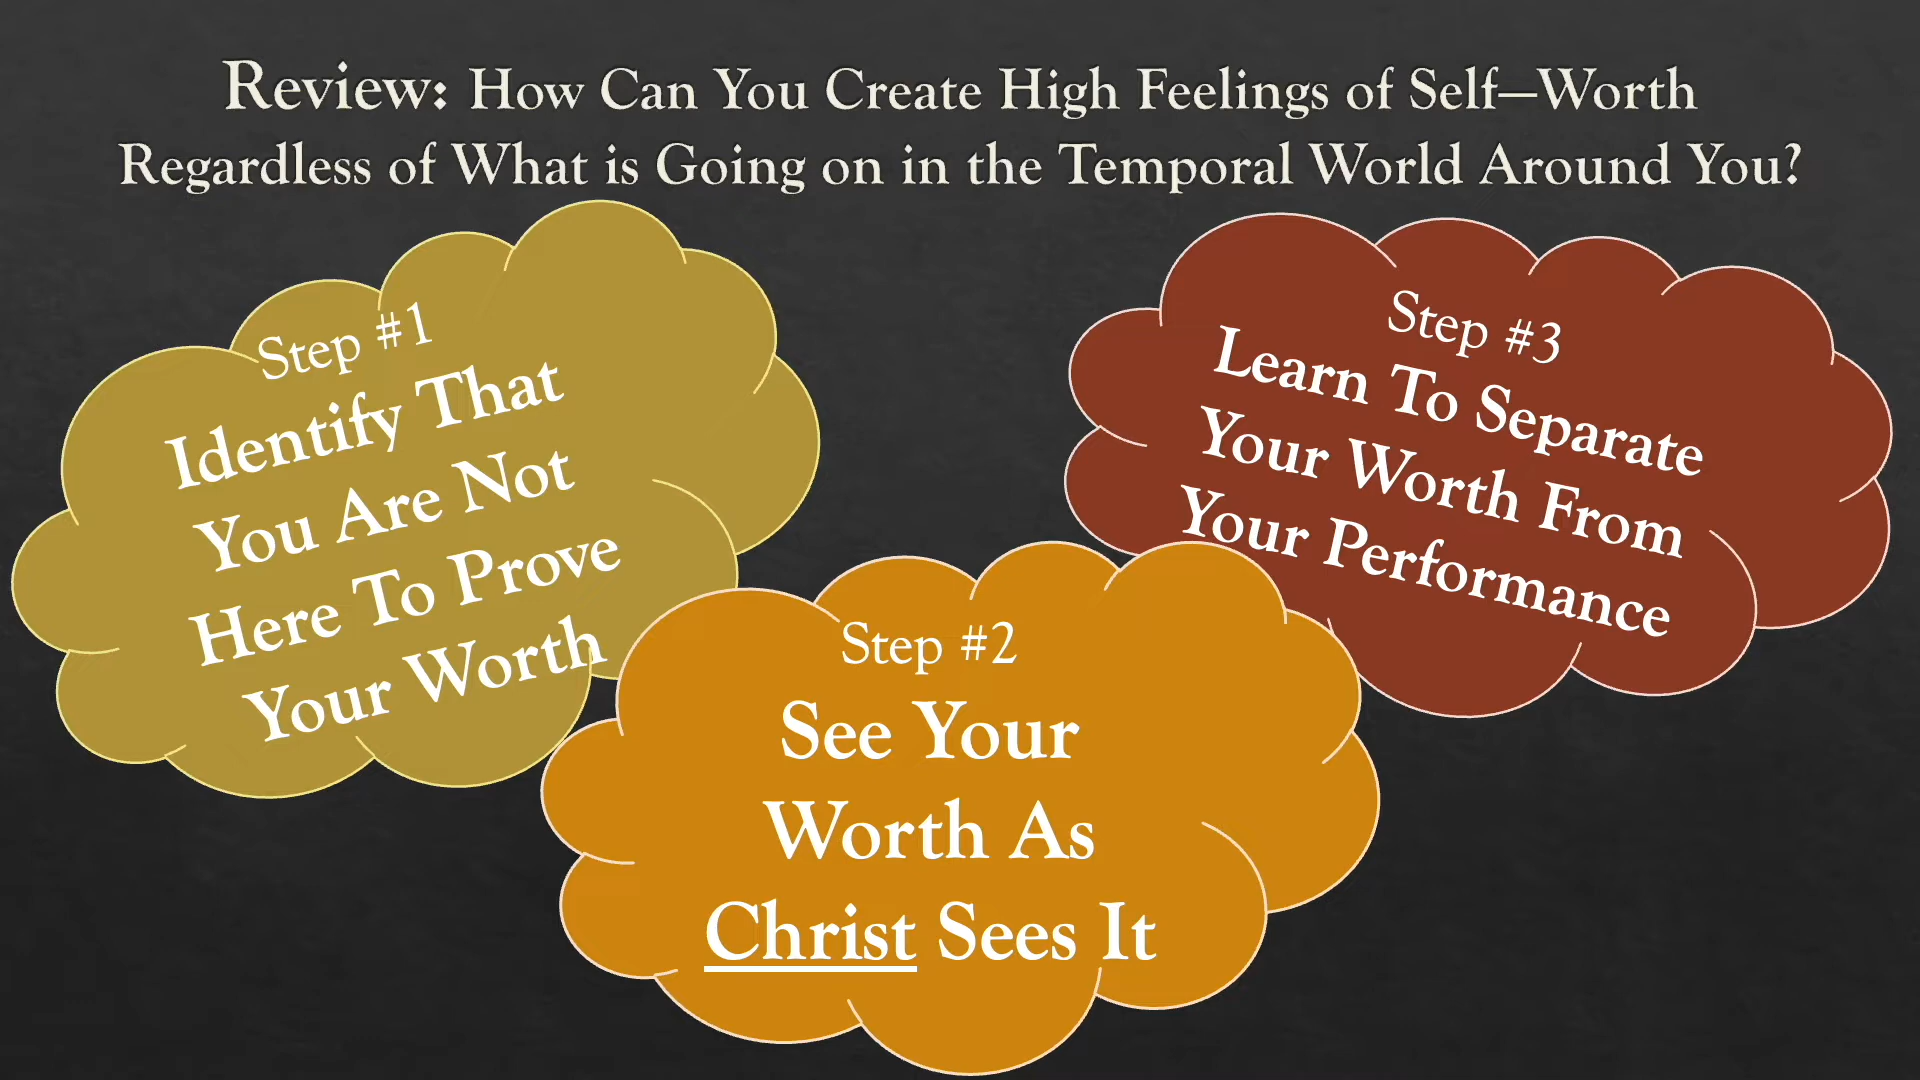 Review: How Can You Create High Feelings of Self—Worth
Regardless of What is Going on in the Temporal World Around You?
Step #1
Identify That
You Are Not
Here To Prove
Your Worth
Step #2
See Your
Worth As
Christ Sees It
Step #3
Learn To Separate
Your Worth From
Your Performance